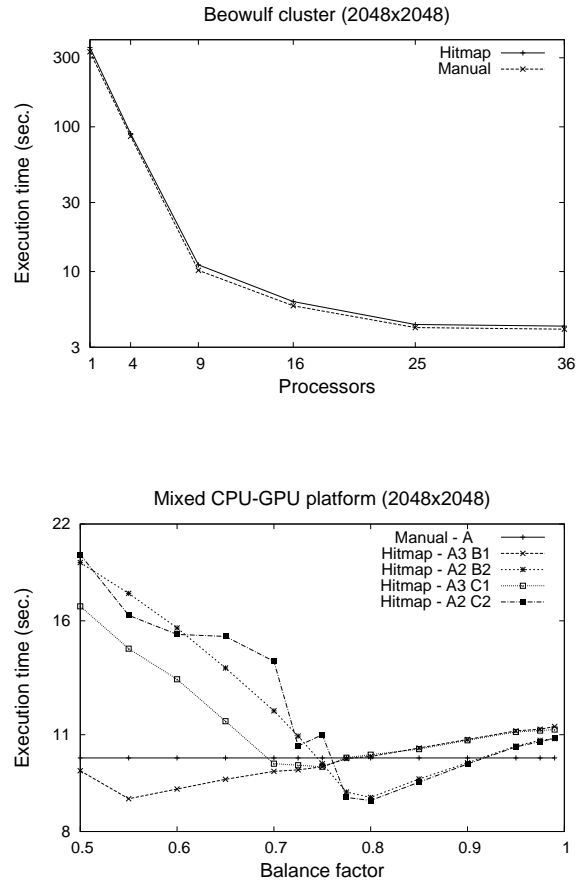 Beowulf cluster (2048x2048)
Execution time (sec.)
300
100
30
10
3
Hitmap
Manual
1 4 9 16 25 36
Processors
Mixed CPU-GPU platform (2048x2048)
Execution time (sec.)
22
16
11
8
Manual - A
Hitmap - A3 B1
Hitmap - A2 B2
Hitmap - A3 C1
Hitmap - A2 C2
0.5 0.6 0.7 0.8 0.9 1
Balance factor